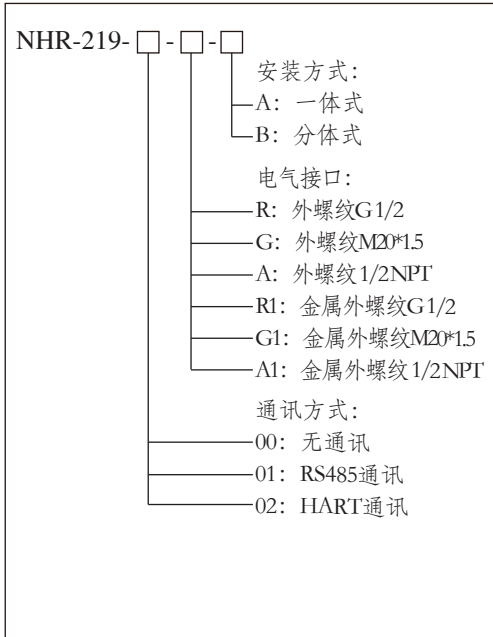 NHR-219-□-□-□
安装方式：
A：一体式
B：分体式
电气接口：
R：外螺纹G1/2
G：外螺纹M20*1.5
A：外螺纹1/2NPT
R1：金属外螺纹G1/2
G1：金属外螺纹M20*1.5
A1：金属外螺纹1/2NPT
通讯方式：
00：无通讯
01：RS485通讯
02：HART通讯